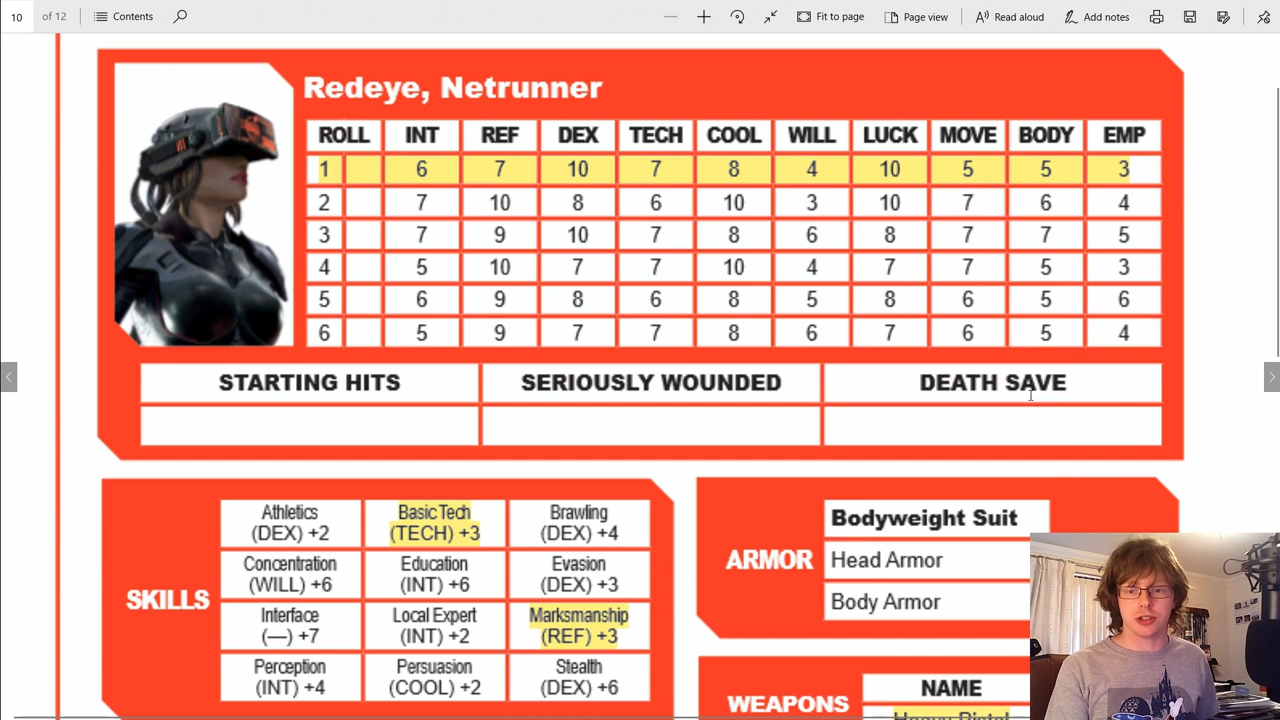 10 of 12 Contents Fit to page Page view Read aloud Add notes
Redeye, Netrunner
ROLL INT REF DEX TECH COOL WILL LUCK MOVE BODY EMP
1 6 7 10 7 8 4 10 5 5 3
2 7 10 8 6 10 3 10 7 6 4
3 7 9 10 7 8 6 8 7 7 5
4 5 10 7 7 10 4 7 7 5 3
5 6 9 8 6 8 5 8 6 5 6
6 5 9 7 7 8 6 7 6 5 4
STARTING HITS SERIOUSLY WOUNDED DEATH SAVE
SKILLS
Athletics Basic Tech Brawling
(DEX) +2 (TECH) +3 (DEX) +4
Concentration Education Evasion
(WILL) +6 (INT) +6 (DEX) +3
Interface Local Expert Marksmanship
(—) +7 (INT) +2 (REF) +3
Perception Persuasion Stealth
(INT) +4 (COOL) +2 (DEX) +6
ARMOR
Bodyweight Suit
Head Armor
Body Armor
WEAPONS NAME
Heavy Pistol